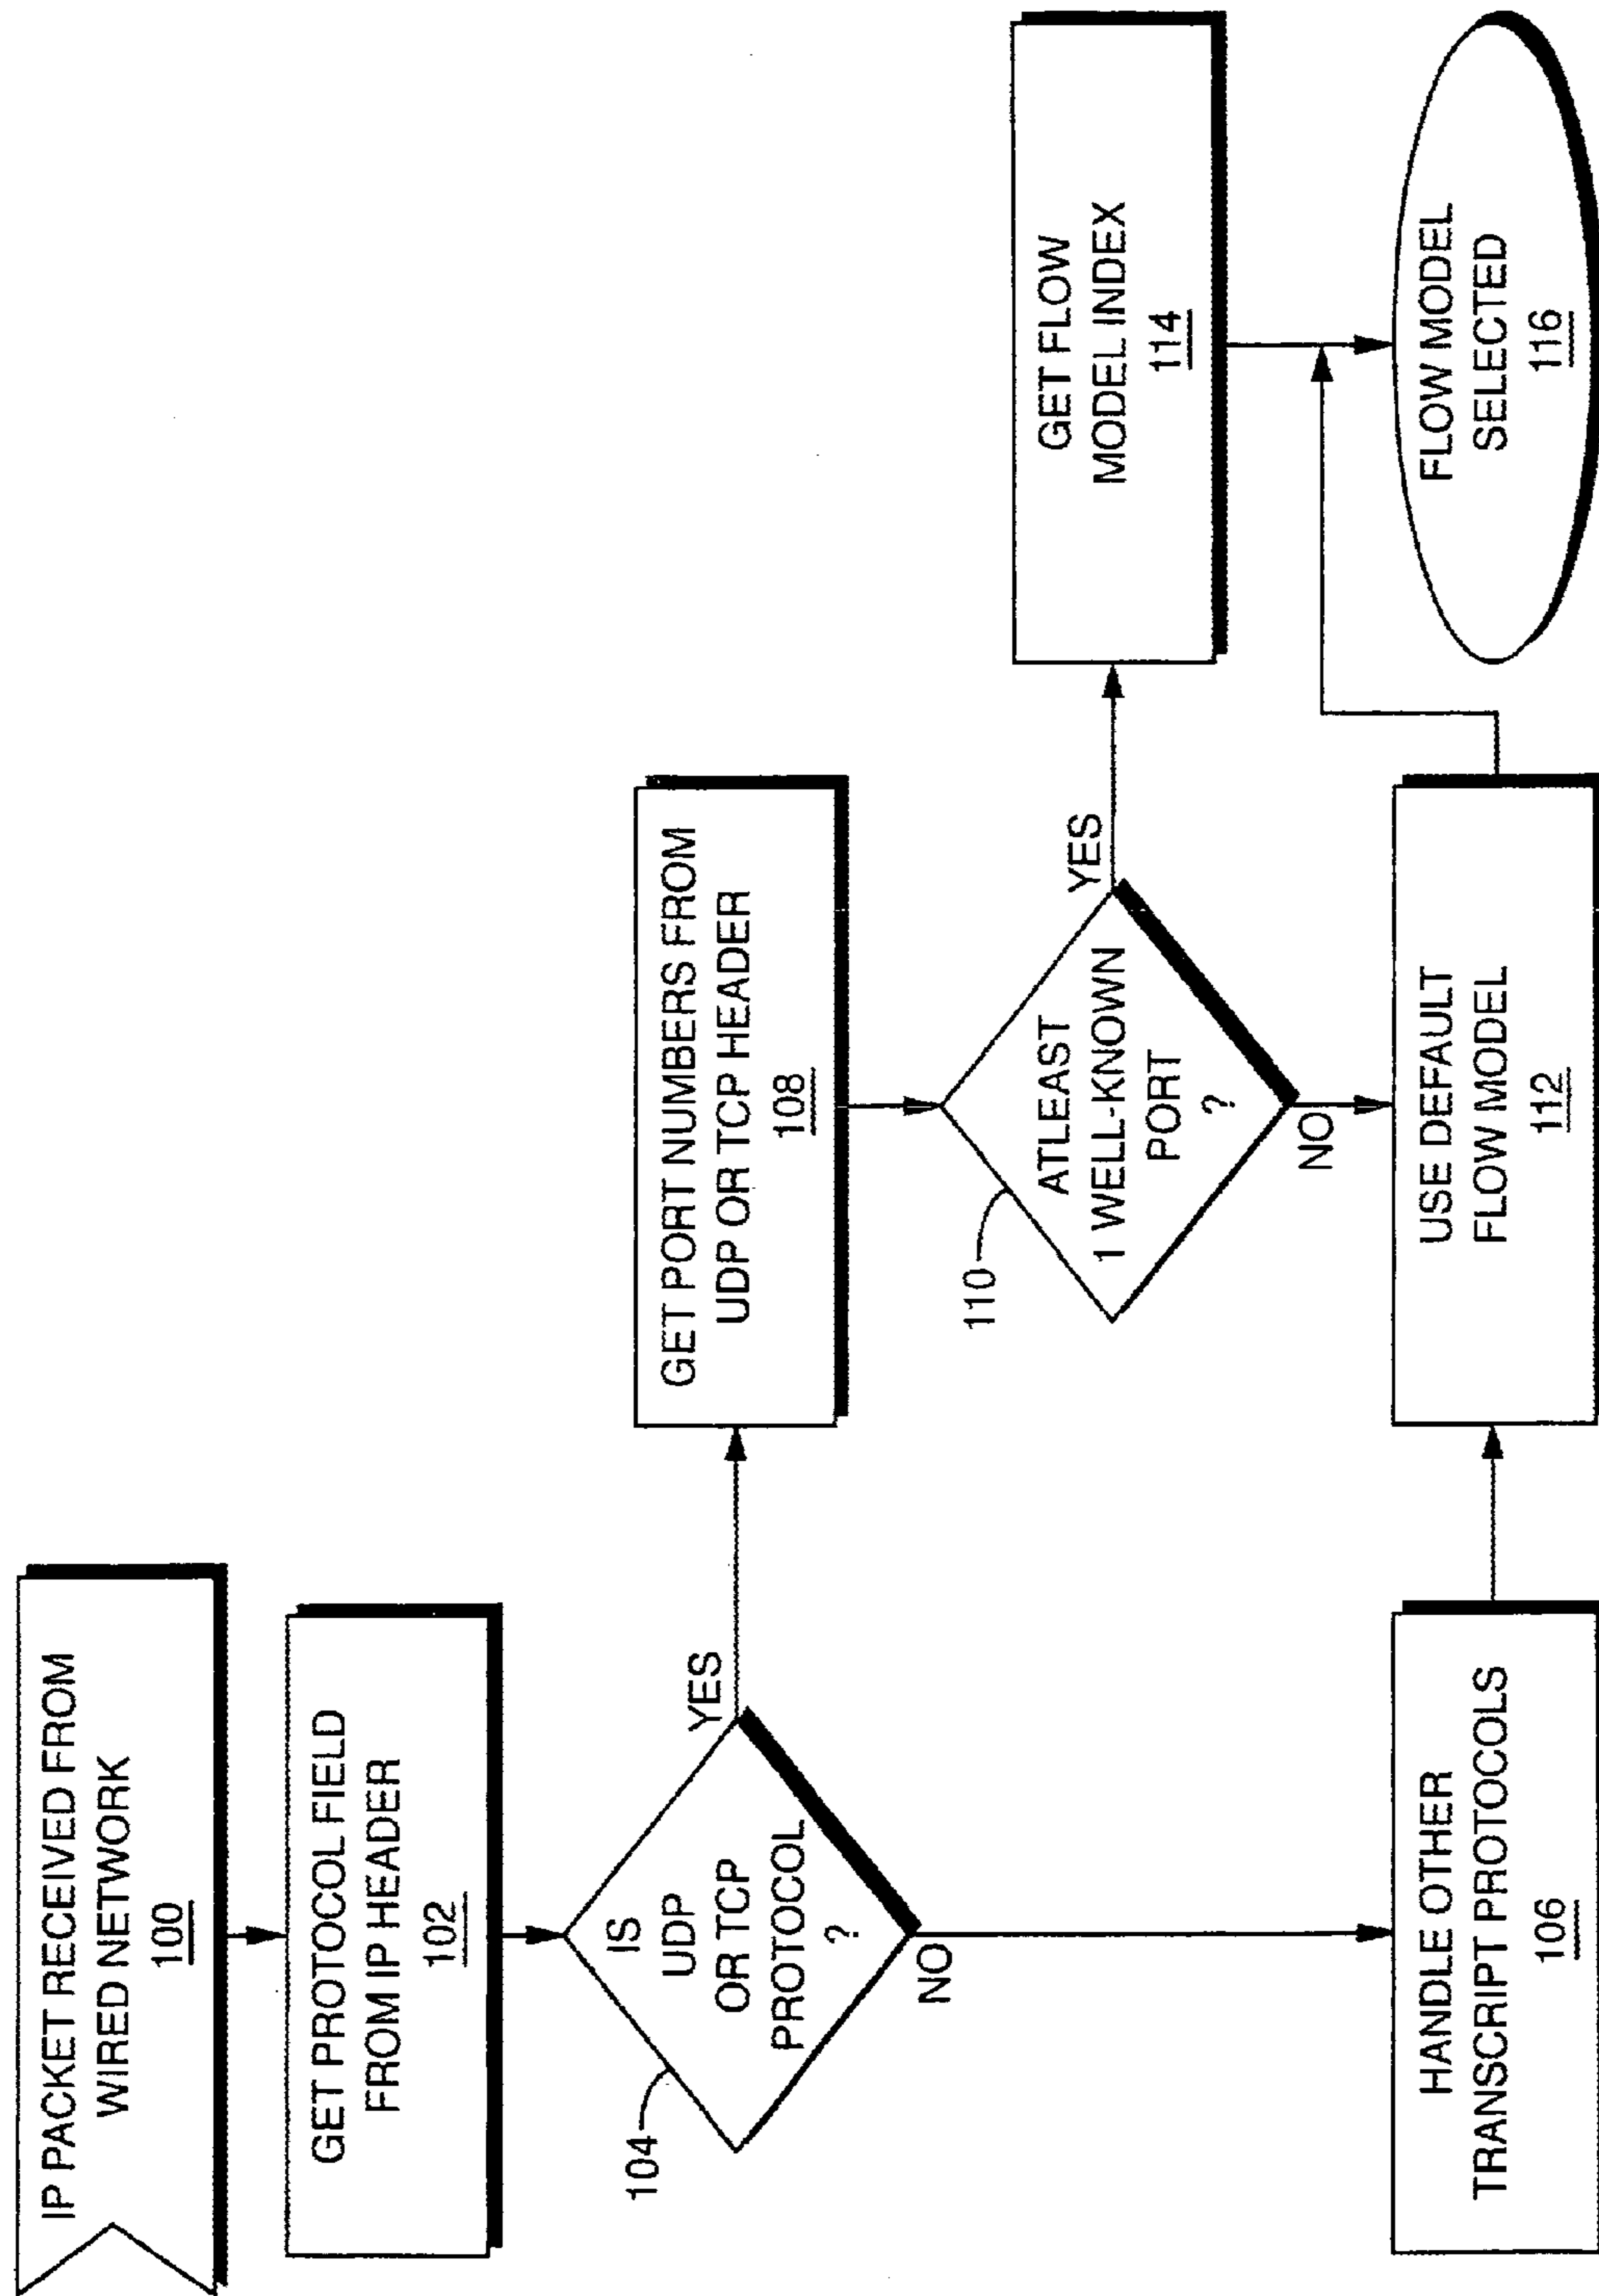 IP PACKET RECEIVED FROM
WIRED NETWORK
100
GET PROTOCOL FIELD
FROM IP HEADER
102
IS
UDP
OR TCP
PROTOCOL
?
104
YES
NO
HANDLE OTHER
TRANSCRIPT PROTOCOLS
106
GET PORT NUMBERS FROM
UDP OR TCP HEADER
108
ATLEAST
1 WELL-KNOWN
PORT
?
110
YES
NO
USE DEFAULT
FLOW MODEL
112
GET FLOW
MODEL INDEX
114
FLOW MODEL
SELECTED
116